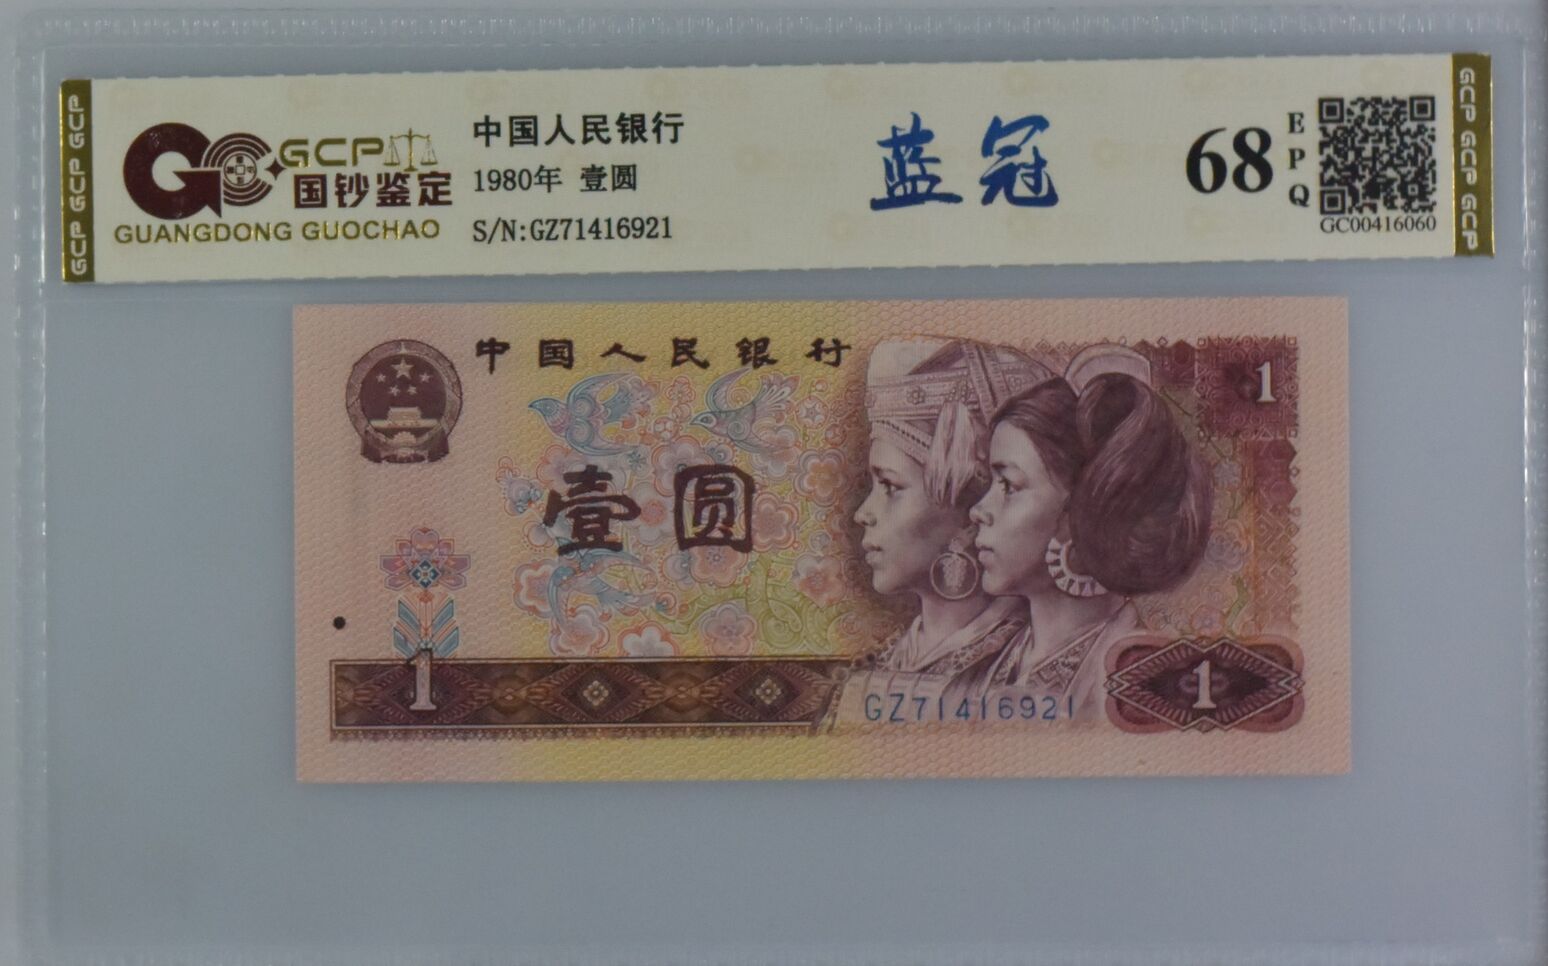 GCP GCP GCP
GCP
国钞鉴定
GUANGDONG GUOCHAO
中国人民银行
1980年 壹圆
S/N:GZ71416921
蓝冠
68
EPQ
GC00416060
GCP GCP GCP
中国人民银行
1
壹圆
1
GZ71416921
1